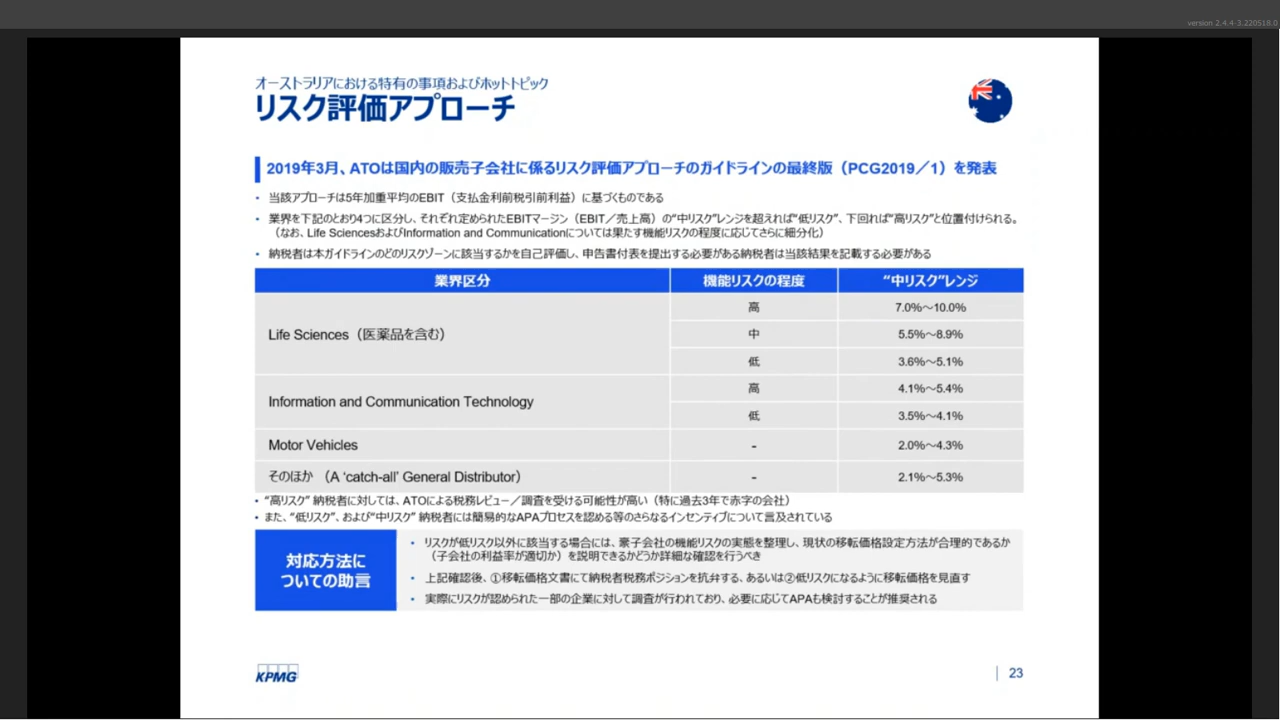 version 2.4.4-3.220518.0
オーストラリアにおける特有の事項およびホットトピック
リスク評価アプローチ
2019年3月、ATOは国内の販売子会社に係るリスク評価アプローチのガイドラインの最終版（PCG2019／1）を発表
• 当該アプローチは5年加重平均のEBIT（支払金利前税引前利益）に基づくものである
• 業界を下記のとおり4つに区分し、それぞれ定められたEBITマージン（EBIT／売上高）の“中リスク”レンジを超えれば“低リスク”、下回れば“高リスク”と位置付けられる。
（なお、Life SciencesおよびInformation and Communicationについては果たす機能リスクの程度に応じてさらに細分化）
• 納税者は本ガイドラインのどのリスクゾーンに該当するかを自己評価し、申告書付表を提出する必要がある納税者は当該結果を記載する必要がある
業界区分 機能リスクの程度 “中リスク”レンジ
Life Sciences（医薬品を含む） 高 7.0%～10.0%
中 5.5%～8.9%
低 3.6%～5.1%
Information and Communication Technology 高 4.1%～5.4%
低 3.5%～4.1%
Motor Vehicles - 2.0%～4.3%
そのほか （A ‘catch-all’ General Distributor） - 2.1%～5.3%
• “高リスク” 納税者に対しては、ATOによる税務レビュー／調査を受ける可能性が高い（特に過去3年で赤字の会社）
• また、“低リスク”、および“中リスク” 納税者には簡易的なAPAプロセスを認める等のさらなるインセンティブについて言及されている
対応方法に
ついての助言
• リスクが低リスク以外に該当する場合には、豪子会社の機能リスクの実態を整理し、現状の移転価格設定方法が合理的であるか
（子会社の利益率が適切か）を説明できるかどうか詳細な確認を行うべき
• 上記確認後、①移転価格文書にて納税者税務ポジションを抗弁する、あるいは②低リスクになるように移転価格を見直す
• 実際にリスクが認められた一部の企業に対して調査が行われており、必要に応じてAPAも検討することが推奨される
KPMG
23